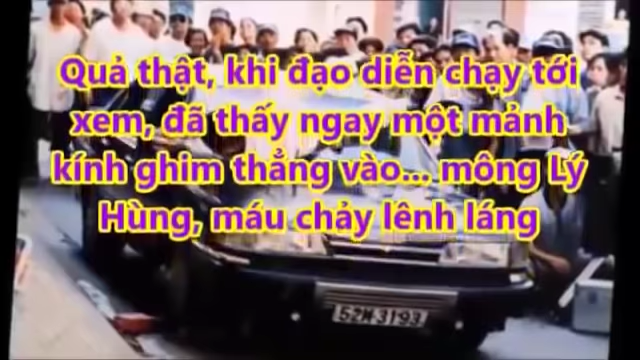 Quả thật, khi đạo diễn chạy tới
xem, đã thấy ngay một mảnh
kính ghim thẳng vào... mông Lý
Hùng, máu chảy lênh láng
52N-3193